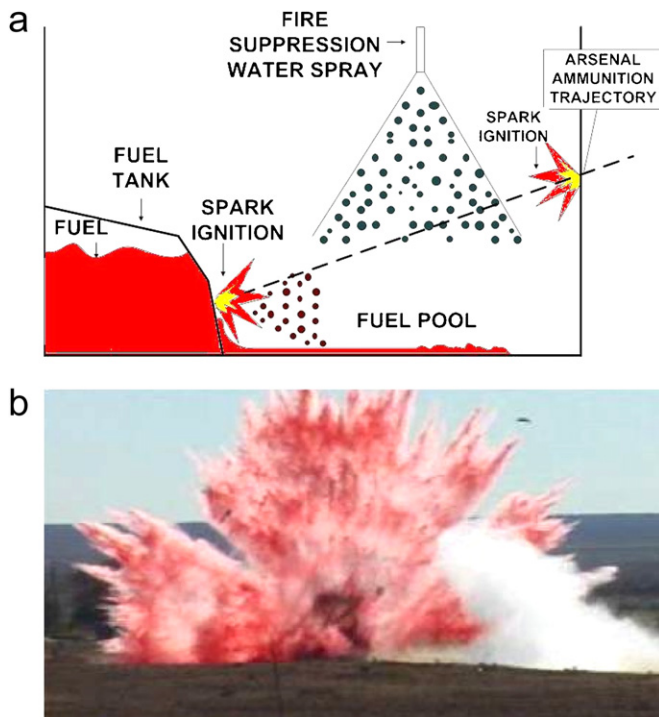 a
FIRE
SUPPRESSION
WATER SPRAY
ARSENAL
AMMUNITION
TRAJECTORY
SPARK
IGNITION
FUEL
TANK
FUEL
SPARK
IGNITION
FUEL POOL
b